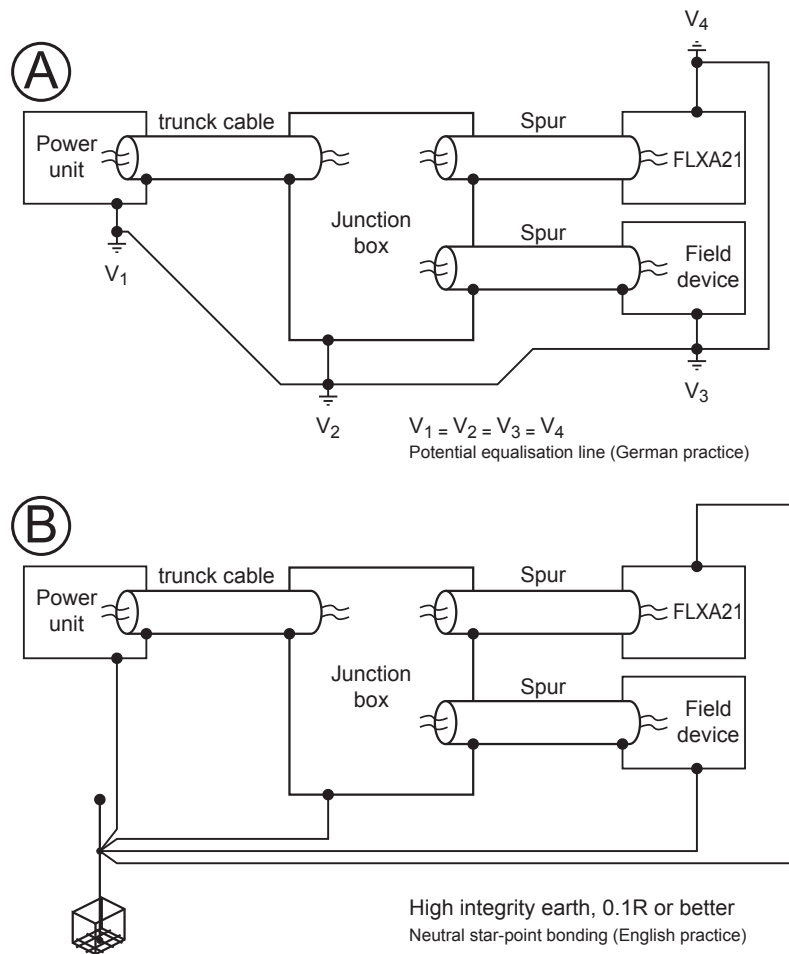 V4
A
trunck cable
Spur
Power
unit
FLXA21
Junction
box
Spur
Field
device
V1
V3
V2
V1 = V2 = V3 = V4
Potential equalisation line (German practice)
B
trunck cable
Spur
Power
unit
FLXA21
Junction
box
Spur
Field
device
High integrity earth, 0.1R or better
Neutral star-point bonding (English practice)